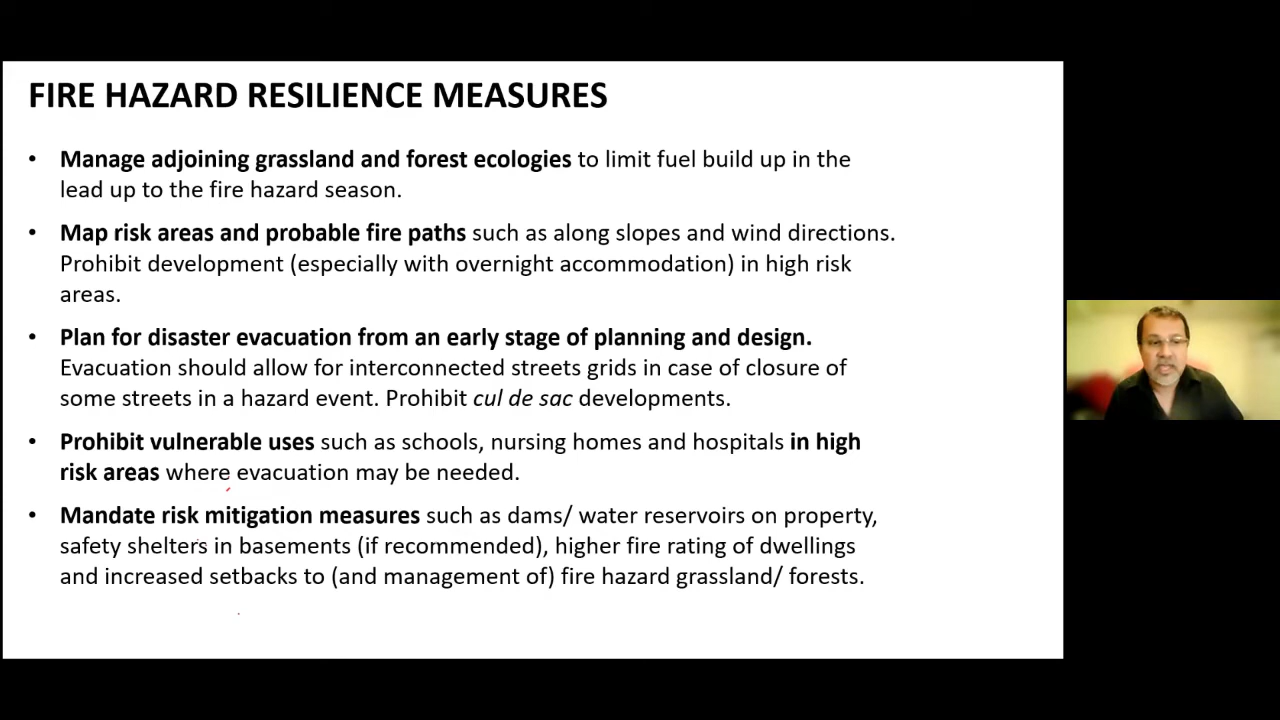 FIRE HAZARD RESILIENCE MEASURES
• Manage adjoining grassland and forest ecologies to limit fuel build up in the
lead up to the fire hazard season.
• Map risk areas and probable fire paths such as along slopes and wind directions.
Prohibit development (especially with overnight accommodation) in high risk
areas.
• Plan for disaster evacuation from an early stage of planning and design.
Evacuation should allow for interconnected streets grids in case of closure of
some streets in a hazard event. Prohibit cul de sac developments.
• Prohibit vulnerable uses such as schools, nursing homes and hospitals in high
risk areas where evacuation may be needed.
• Mandate risk mitigation measures such as dams/ water reservoirs on property,
safety shelters in basements (if recommended), higher fire rating of dwellings
and increased setbacks to (and management of) fire hazard grassland/ forests.